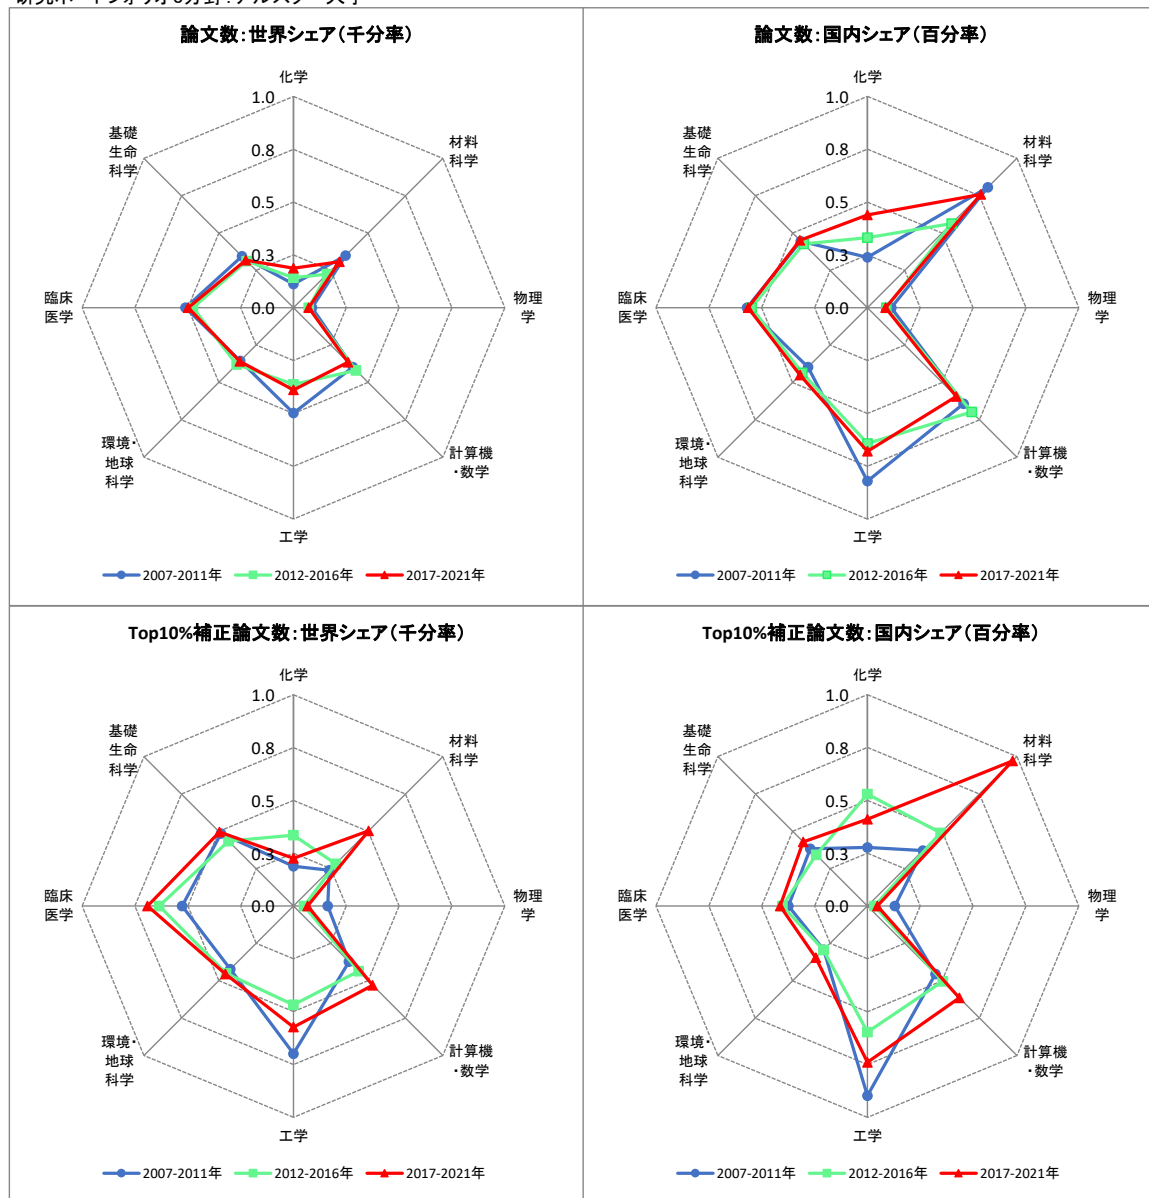 論文数：世界シェア（千分率）
化学
1.0
0.8
0.5
0.3
0.0
材料
科学
物理
学
計算機
・数学
工学
環境・
地球
科学
臨床
医学
基礎
生命
科学
2007-2011年 2012-2016年 2017-2021年
論文数：国内シェア（百分率）
化学
1.0
0.8
0.5
0.3
0.0
材料
科学
物理
学
計算機
・数学
工学
環境・
地球
科学
臨床
医学
基礎
生命
科学
2007-2011年 2012-2016年 2017-2021年
Top10%補正論文数：世界シェア（千分率）
化学
1.0
0.8
0.5
0.3
0.0
材料
科学
物理
学
計算機
・数学
工学
環境・
地球
科学
臨床
医学
基礎
生命
科学
2007-2011年 2012-2016年 2017-2021年
Top10%補正論文数：国内シェア（百分率）
化学
1.0
0.8
0.5
0.3
0.0
材料
科学
物理
学
計算機
・数学
工学
環境・
地球
科学
臨床
医学
基礎
生命
科学
2007-2011年 2012-2016年 2017-2021年